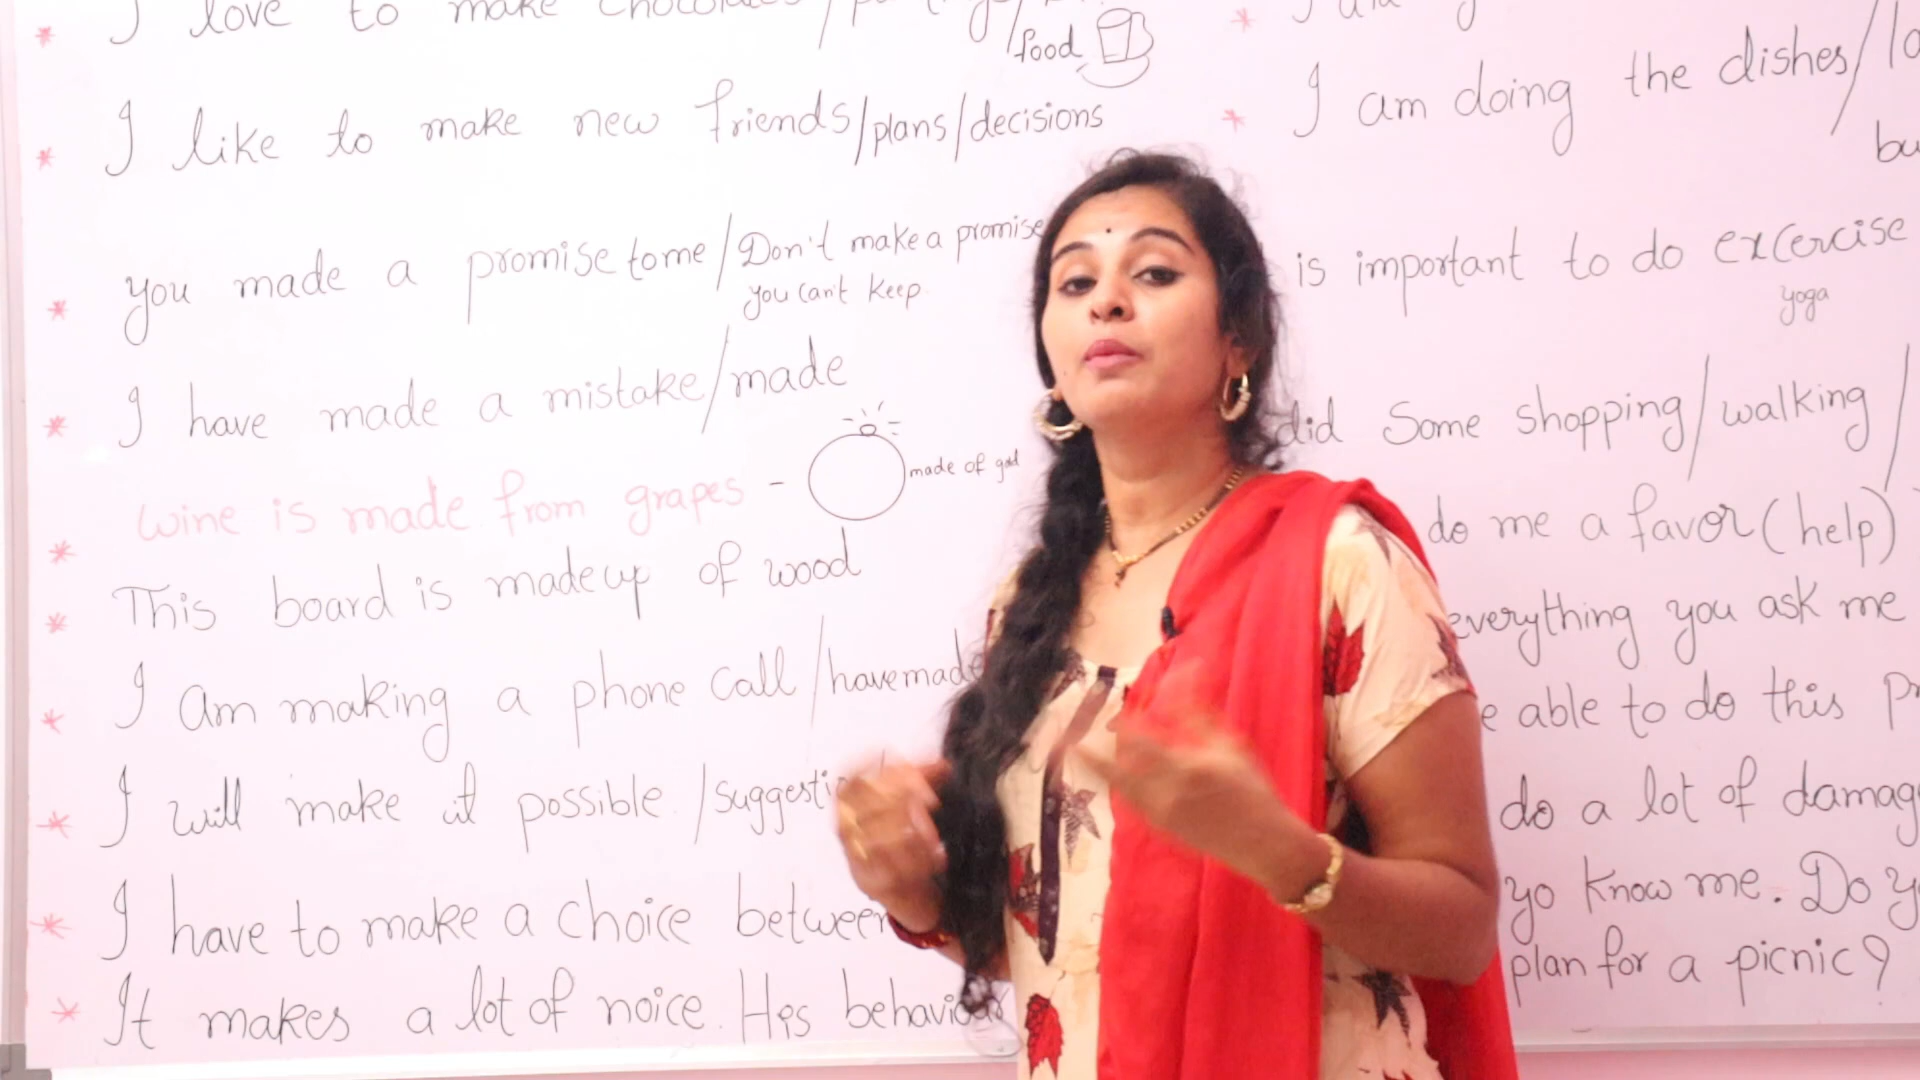 I love to make
food
I like to make new friends/plans/decisions
you made a promise to me/Don't make a promise
you can't keep.
I have made a mistake/made
wine is made from grapes -
made of gold
This board is made up of wood
I am making a phone call/have made
I will make it possible./suggesti
I have to make a choice between
It makes a lot of noice. His behaviour
I am doing the dishes/
is important to do excercise
yoga
did some shopping/walking/
do me a favor (help)
everything you ask me
able to do this
do a lot of damag
yo know me. Do
plan for a picnic?